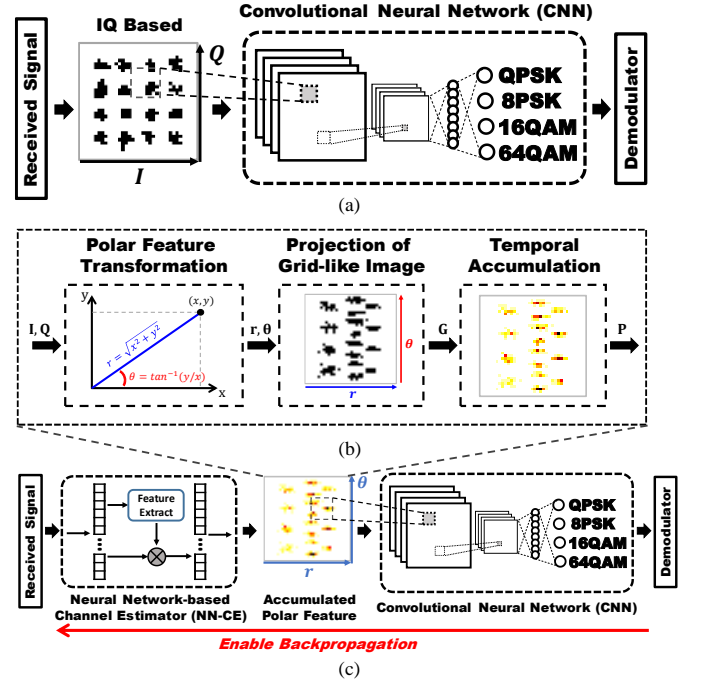 Convolutional Neural Network (CNN)
IQ Based
Received Signal
Q
I
QPSK
8PSK
16QAM
64QAM
Demodulator
(a)
Polar Feature
Transformation
Projection of
Grid-like Image
Temporal
Accumulation
I, Q
y
(x, y)
r = √x² + y²
θ = tan⁻¹(y/x)
x
r, θ
θ
r
G
P
(b)
Received Signal
Feature
Extract
θ
r
QPSK
8PSK
16QAM
64QAM
Demodulator
Neural Network-based
Channel Estimator (NN-CE)
Accumulated
Polar Feature
Convolutional Neural Network (CNN)
Enable Backpropagation
(c)